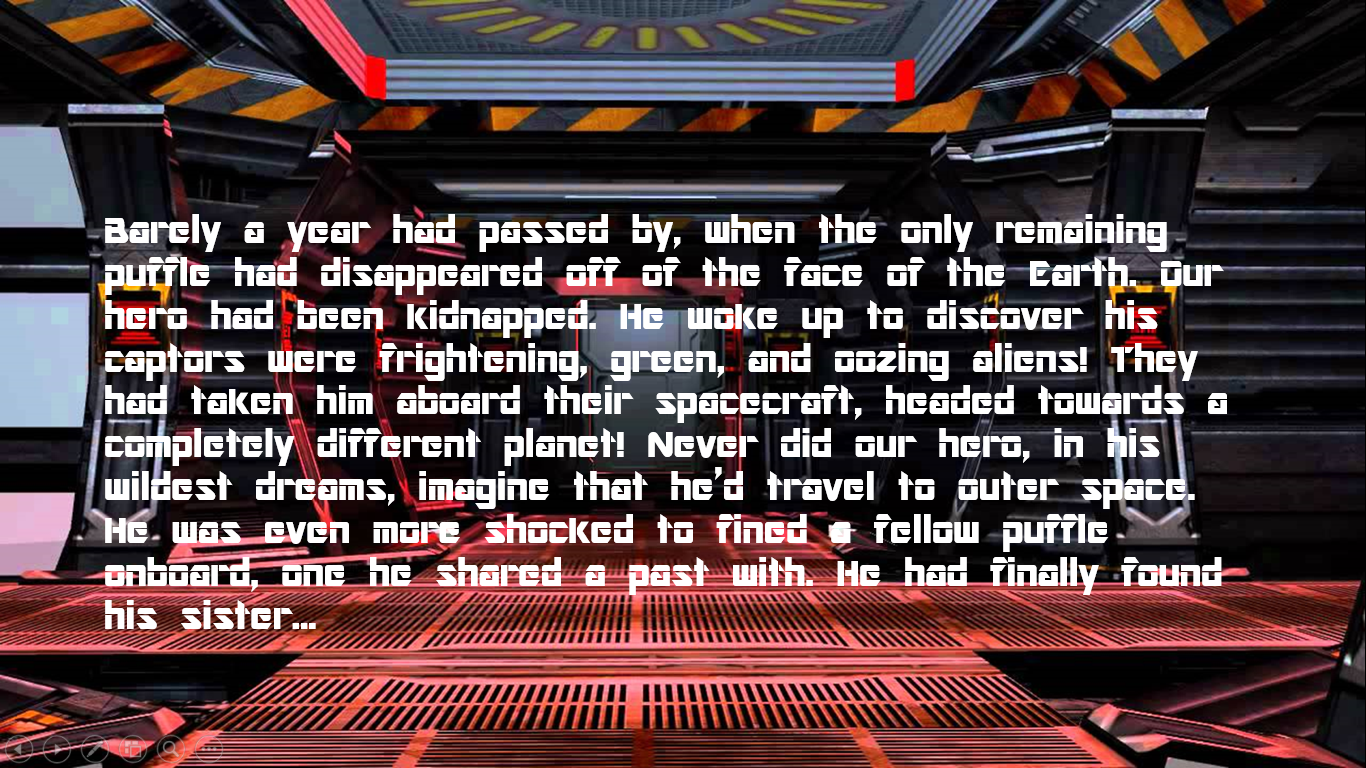 Barely a year had passed by, when the only remaining
puffle had disappeared off of the face of the Earth. Our
hero had been kidnapped. He woke up to discover his
captors were frightening, green, and oozing aliens! They
had taken him aboard their spacecraft, headed towards a
completely different planet! Never did our hero, in his
wildest dreams, imagine that he'd travel to outer space.
He was even more shocked to fined a fellow puffle
onboard, one he shared a past with. He had finally found
his sister...